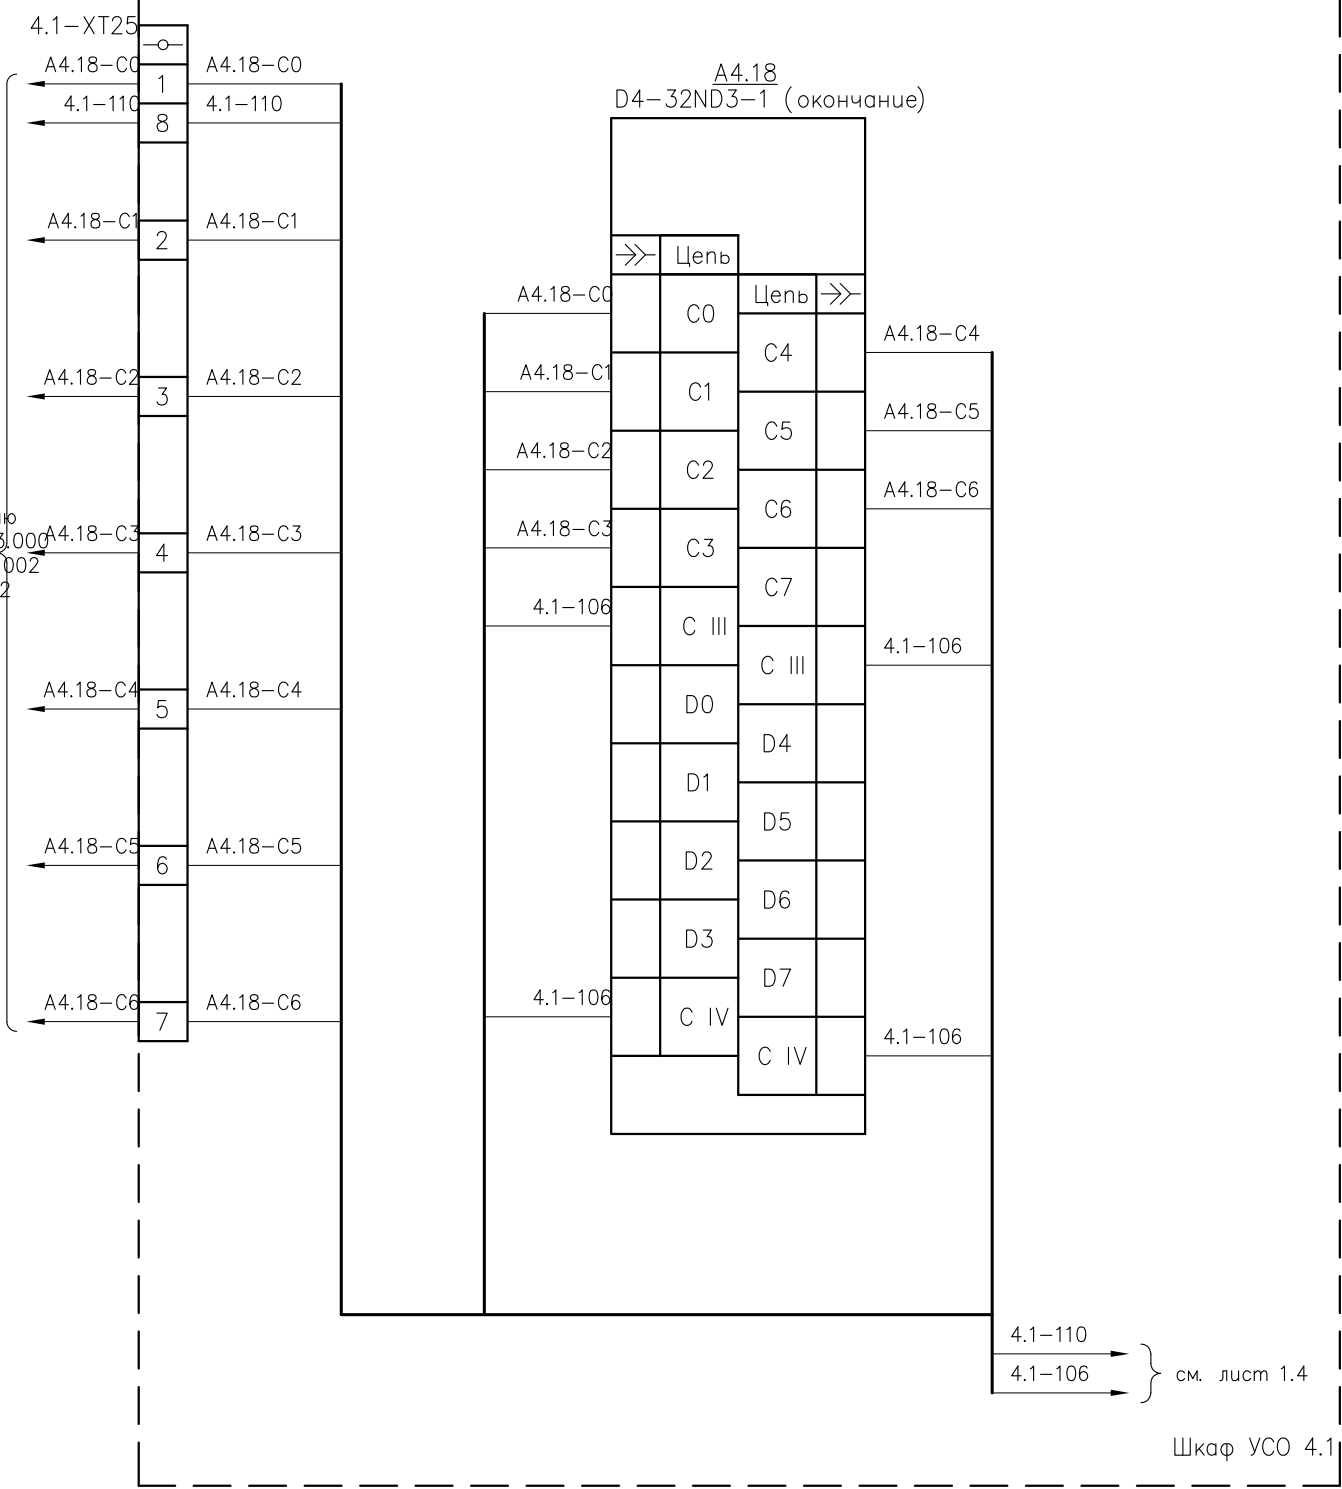 4.1-XT25
A4.18-C0 1 A4.18-C0
4.1-110 8 4.1-110
A4.18-C1 2 A4.18-C1
A4.18-C2 3 A4.18-C2
A4.18-C3 4 A4.18-C3
A4.18-C4 5 A4.18-C4
A4.18-C5 6 A4.18-C5
A4.18-C6 7 A4.18-C6
3.000
002
2
A4.18
D4-32ND3-1 (окончание)
Цепь
A4.18-C0 C0
A4.18-C1 C1
A4.18-C2 C2
A4.18-C3 C3
4.1-106 C III
D0
D1
D2
D3
4.1-106 C IV
Цепь
C4 A4.18-C4
C5 A4.18-C5
C6 A4.18-C6
C7
C III 4.1-106
D4
D5
D6
D7
C IV 4.1-106
4.1-110
4.1-106
см. лист 1.4
Шкаф УСО 4.1